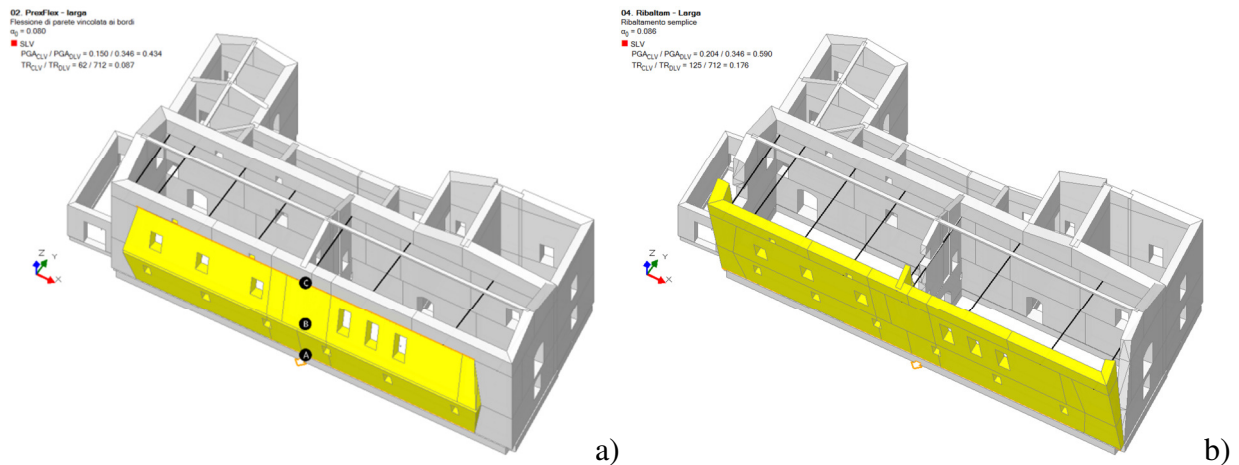 02. PrexFlex - larga
Flessione di parete vincolata ai bordi
α0 = 0.080
SLV
PGACLV / PGADLV = 0.150 / 0.346 = 0.434
TRCLV / TRDLV = 62 / 712 = 0.087
Z
Y
X
C
B
A
a)
04. Ribaltam - Larga
Ribaltamento semplice
α0 = 0.086
SLV
PGACLV / PGADLV = 0.204 / 0.346 = 0.590
TRCLV / TRDLV = 125 / 712 = 0.176
Z
Y
X
b)